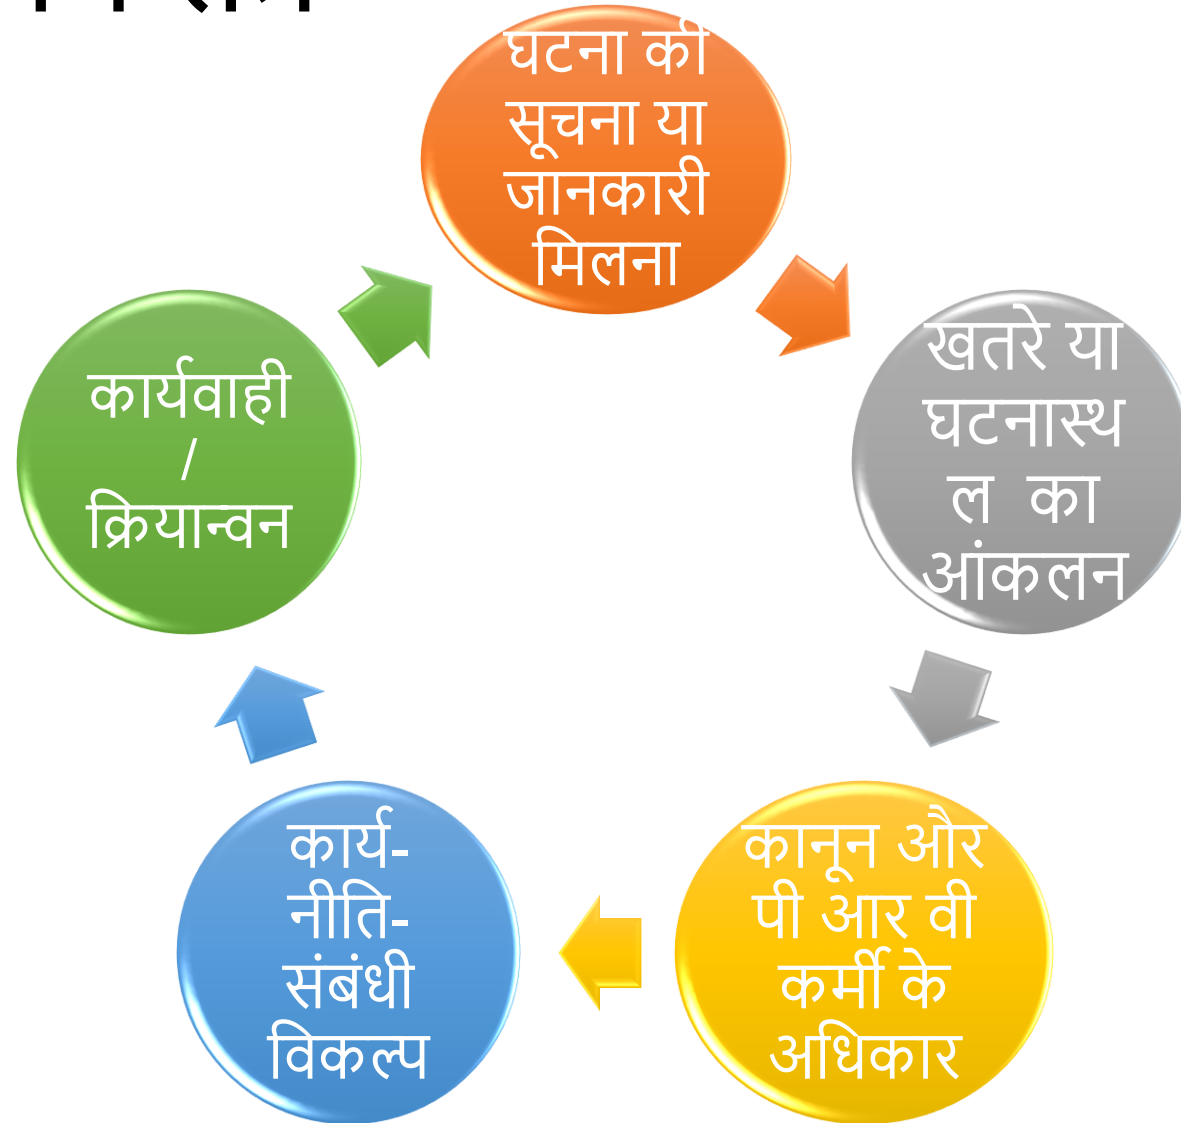 घटना की
सूचना या
जानकारी
मिलना
खतरे या
घटनास्थ
ल का
आंकलन
कानून और
पी आर वी
कर्मी के
अधिकार
कार्य-
नीति-
संबंधी
विकल्प
कार्यवाही
/
क्रियान्वन